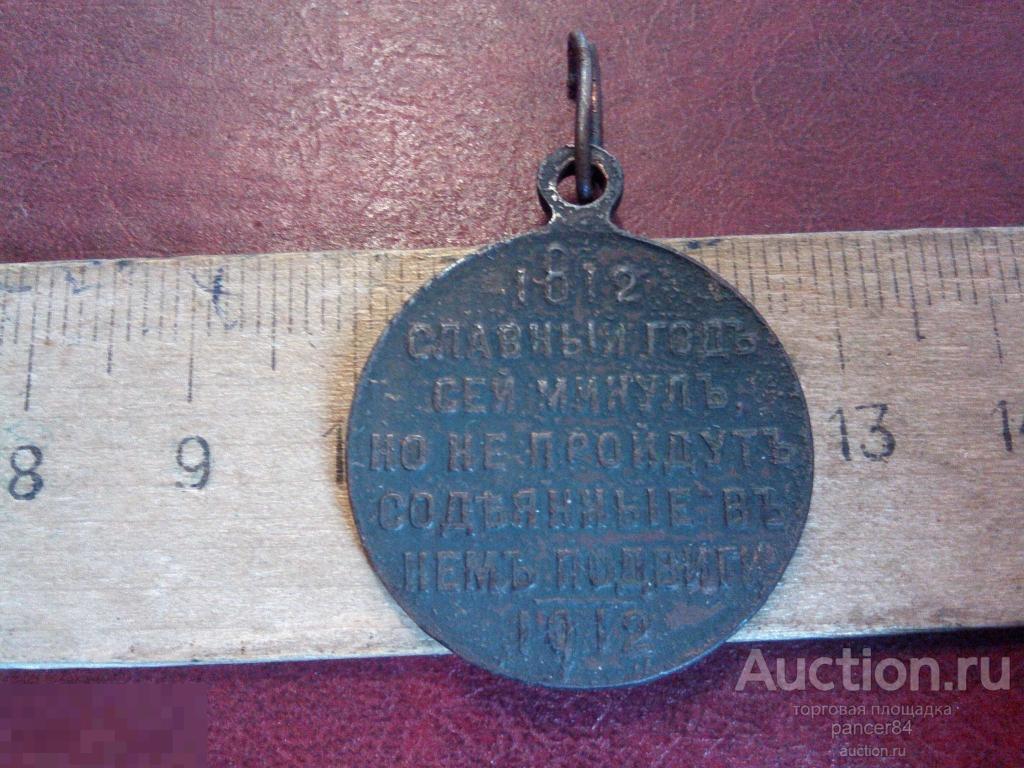 1812
СЛАВНЫЙ ГОДЪ
СЕЙ МИНУЛЪ,
НО НЕ ПРОЙДУТЪ
СОДѢЯННЫЕ ВЪ
НЕМЪ ПОДВИГИ
1912
8 9 13 14
Auction.ru
торговая площадка
pancer84
auction.ru